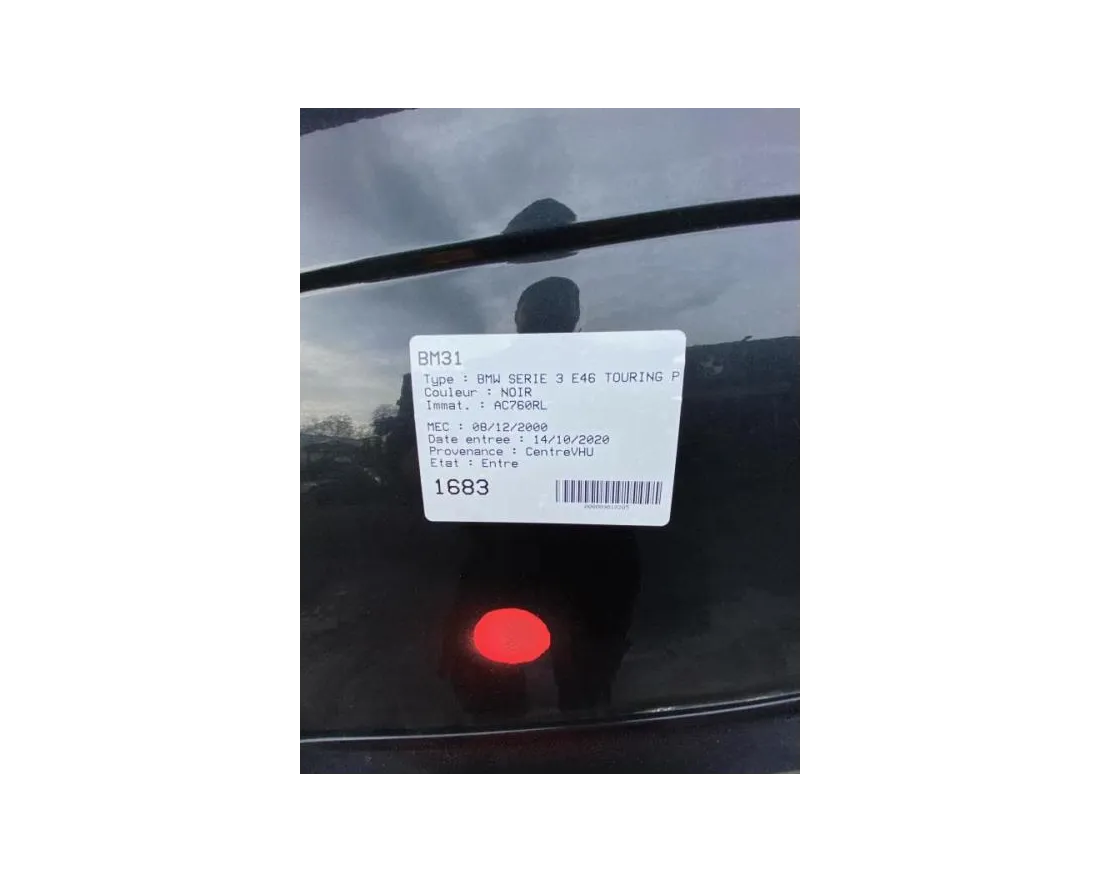 BM31
Type : BMW SERIE 3 E46 TOURING P
Couleur : NOIR
Immat. : AC760RL
MEC : 08/12/2000
Date entree : 14/10/2020
Provenance : CentreVHU
Etat : Entre
1683